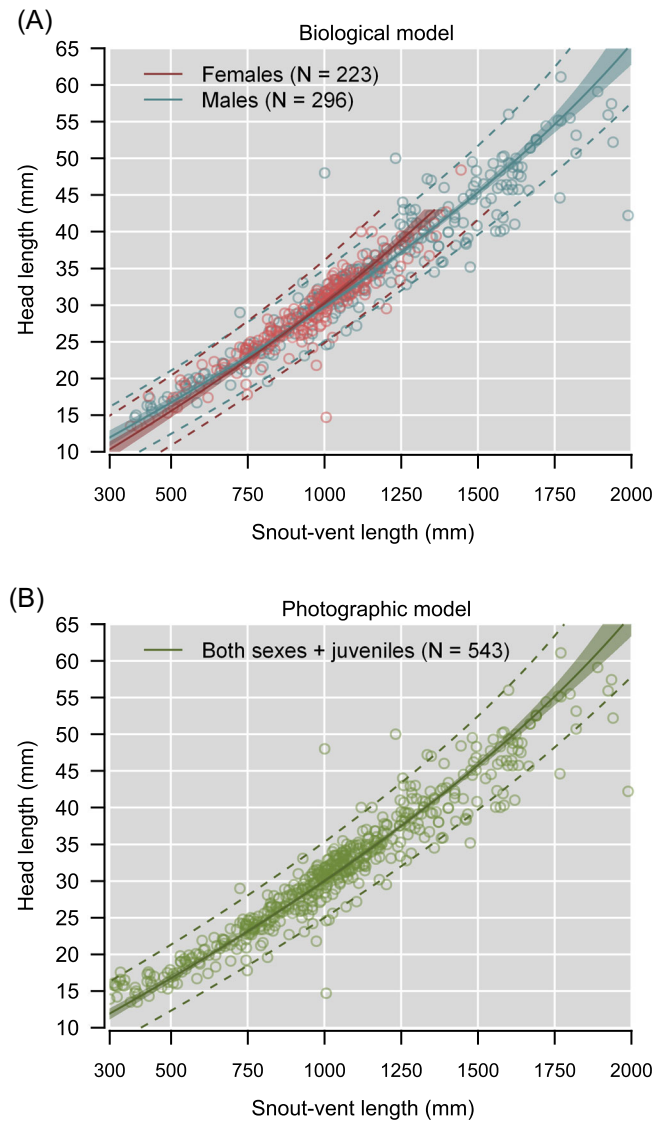 (A)
Biological model
Females (N = 223)
Males (N = 296)
65
60
55
50
45
40
35
30
25
20
15
10
Head length (mm)
300 500 750 1000 1250 1500 1750 2000
Snout-vent length (mm)
(B)
Photographic model
Both sexes + juveniles (N = 543)
65
60
55
50
45
40
35
30
25
20
15
10
Head length (mm)
300 500 750 1000 1250 1500 1750 2000
Snout-vent length (mm)